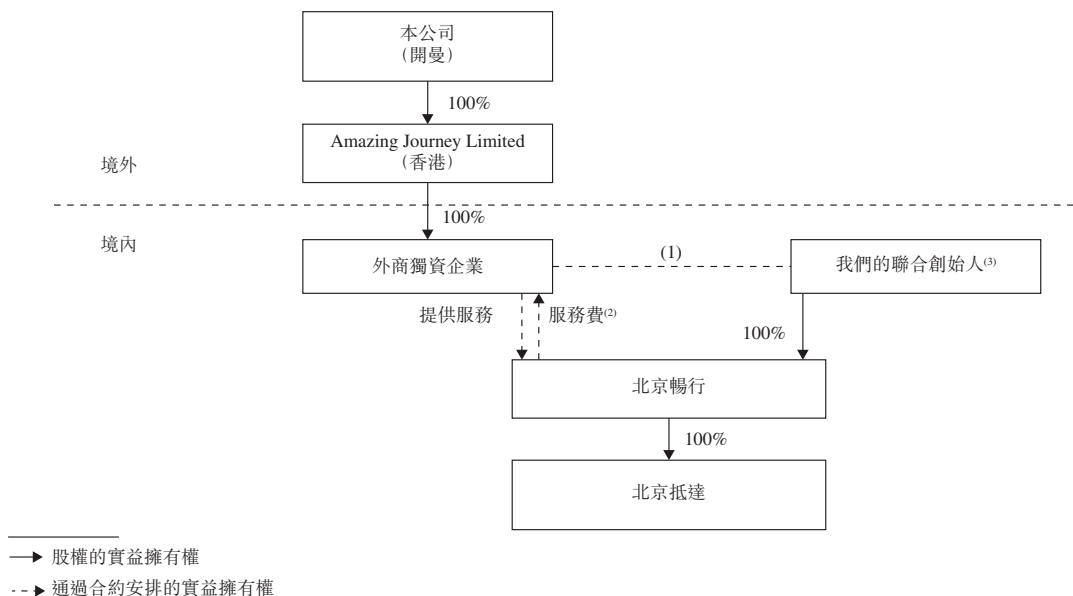 本公司
（開曼）
100%
Amazing Journey Limited
（香港）
境外
100%
境內
外商獨資企業
(1)
我們的聯合創始人(3)
提供服務
服務費(2)
100%
北京暢行
100%
北京抵達
股權的實益擁有權
通過合約安排的實益擁有權